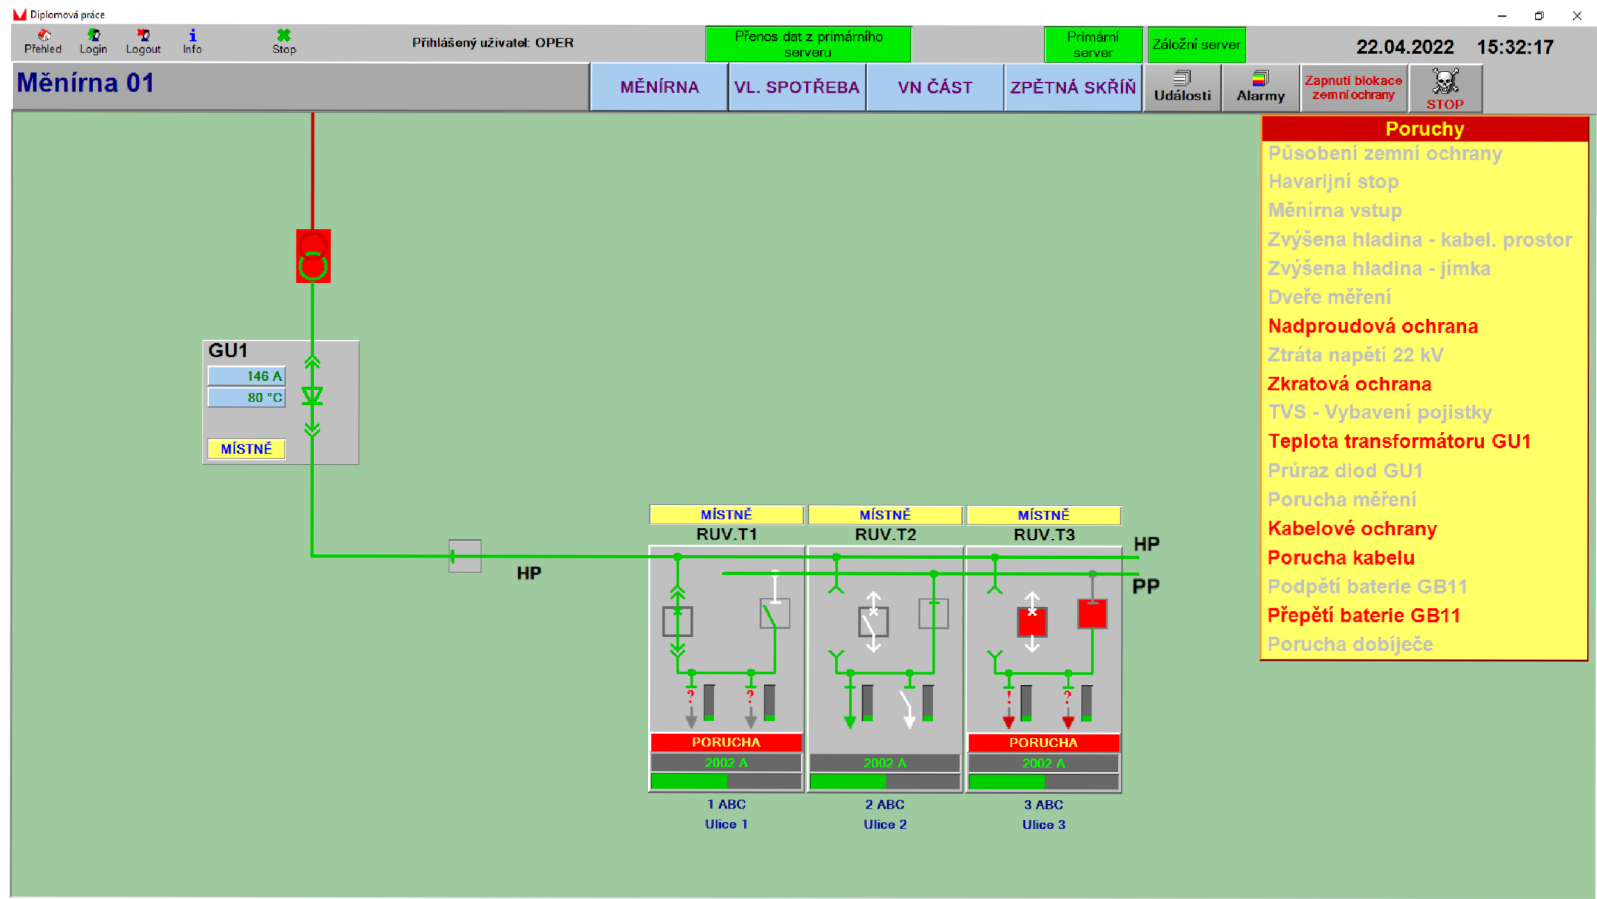 Diplomová práce
Přehled Login Logout Info Stop
Přihlášený uživatel: OPER
Přenos dat z primárního
serveru
Primární
server
Záložní server
22.04.2022 15:32:17
Měnírna 01
MĚNÍRNA
VL. SPOTŘEBA
VN ČÁST
ZPĚTNÁ SKŘÍŇ
Události
Alarmy
Zapnutí blokace
zemní ochrany
STOP
Poruchy
Působení zemní ochrany
Havarijní stop
Měnírna vstup
Zvýšena hladina - kabel. prostor
Zvýšena hladina - jímka
Dveře měření
Nadproudová ochrana
Ztráta napětí 22 kV
Zkratová ochrana
TVS - Vybavení pojistky
Teplota transformátoru GU1
Průraz diod GU1
Porucha měření
Kabelové ochrany
Porucha kabelu
Podpětí baterie GB11
Přepětí baterie GB11
Porucha dobíječe
GU1
146 A
80 °C
MÍSTNĚ
HP
MÍSTNĚ MÍSTNĚ MÍSTNĚ
RUV.T1 RUV.T2 RUV.T3
HP
PP
? ? ! ?
PORUCHA PORUCHA
2002 A 2002 A 2002 A
1 ABC 2 ABC 3 ABC
Ulice 1 Ulice 2 Ulice 3